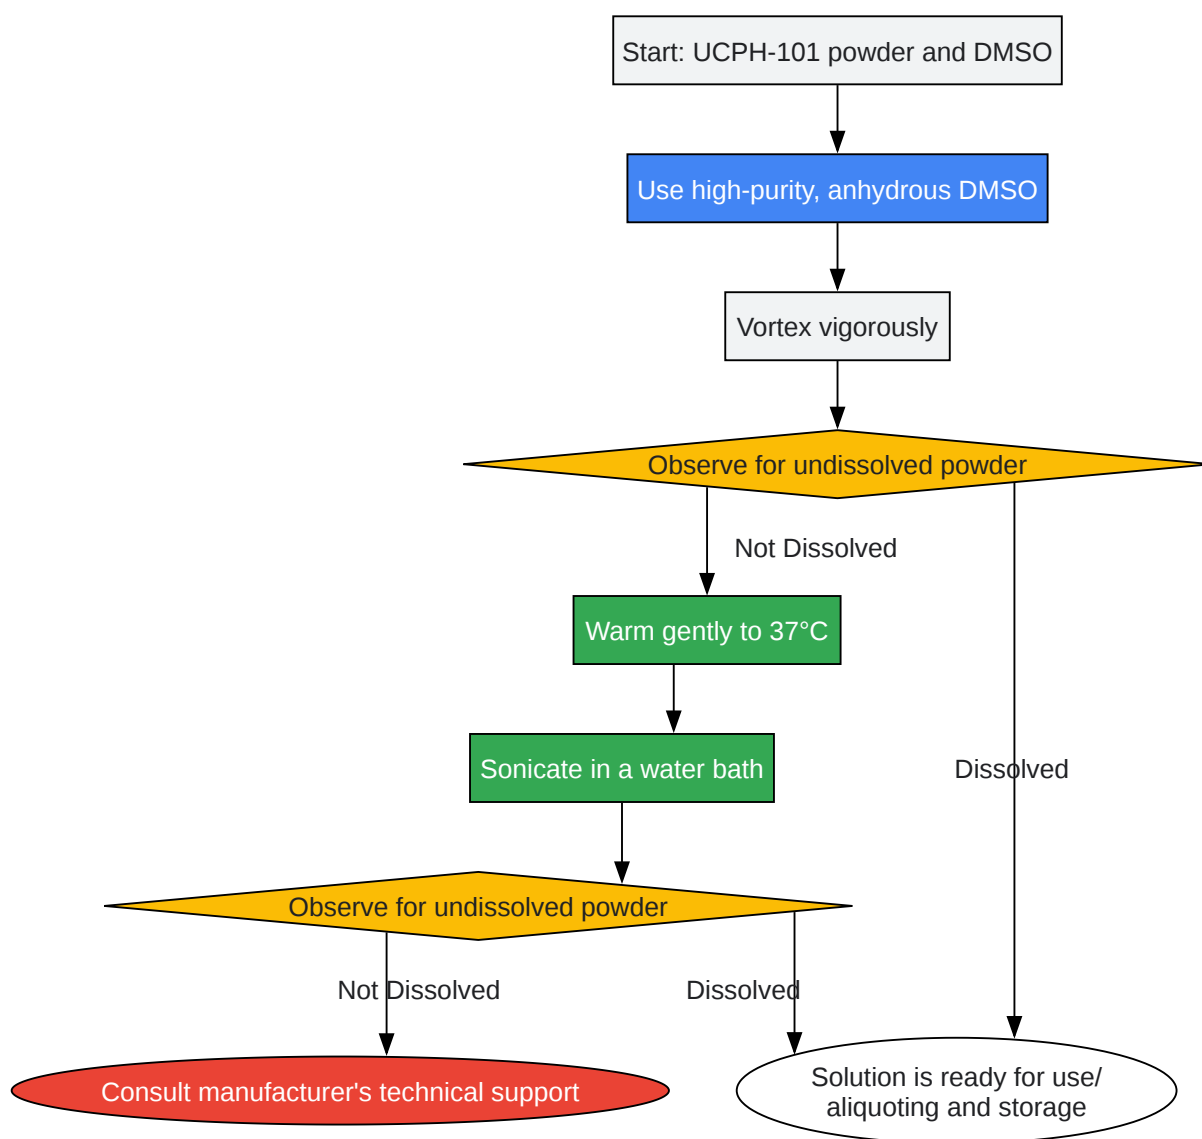 Start: UCPH-101 powder and DMSO
Use high-purity, anhydrous DMSO
Vortex vigorously
Observe for undissolved powder
Not Dissolved
Warm gently to 37°C
Sonicate in a water bath
Dissolved
Observe for undissolved powder
Not Dissolved
Dissolved
Consult manufacturer's technical support
Solution is ready for use/
aliquoting and storage